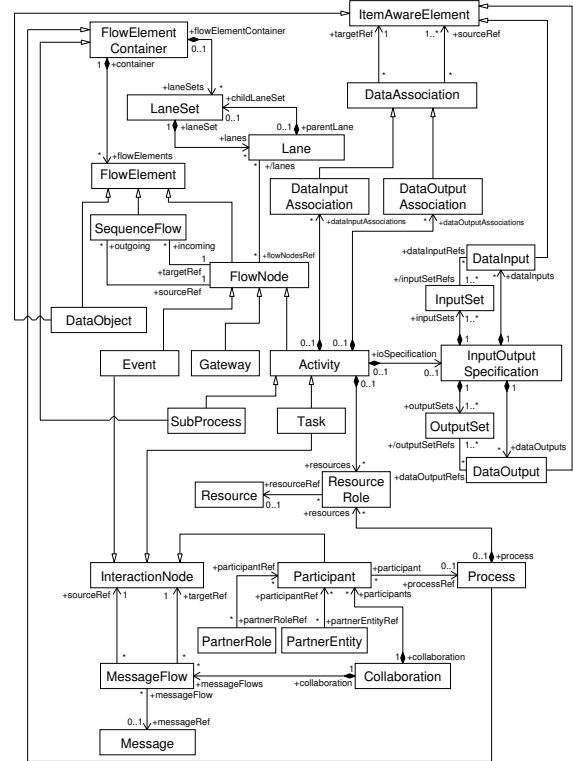 FlowElement
Container
+flowElementContainer
0..1
1
+container
ItemAwareElement
+targetRef
1
1..*
+sourceRef
*
*
DataAssociation
*
+laneSets
LaneSet
+childLaneSet
0..1
1
+laneSet
0..1
+parentLane
+lanes
*
Lane
*
+flowElements
FlowElement
*
+/lanes
DataInput
Association
DataOutput
Association
SequenceFlow
*
+outgoing
*
+incoming
*
+dataInputAssociations
*
+dataOutputAssociations
1
+targetRef
1
+sourceRef
*
+flowNodesRef
FlowNode
+dataInputRefs
*
DataInput
*
+dataInputs
+/inputSetRefs
1..*
InputSet
+inputSets
1..*
DataObject
Event
Gateway
Activity
0..1
0..1
0..1
0..1
+ioSpecification
0..1
1
1
InputOutput
Specification
1
1
+outputSets
1..*
OutputSet
+/outputSetRefs
1..*
*
+dataOutputs
+dataOutputRefs
*
DataOutput
SubProcess
Task
+resources
*
Resource
+resourceRef
0..1
*
Resource
Role
+resources
*
0..1
+process
InteractionNode
+sourceRef
1
1
+targetRef
+participantRef
*
+participantRef
*
Participant
+participant
*
*
+participants
0..1
+processRef
Process
*
+partnerRoleRef
*
+partnerEntityRef
PartnerRole
PartnerEntity
*
*
MessageFlow
*
+messageFlows
1
+collaboration
1
+collaboration
Collaboration
*
+messageFlow
0..1
+messageRef
Message